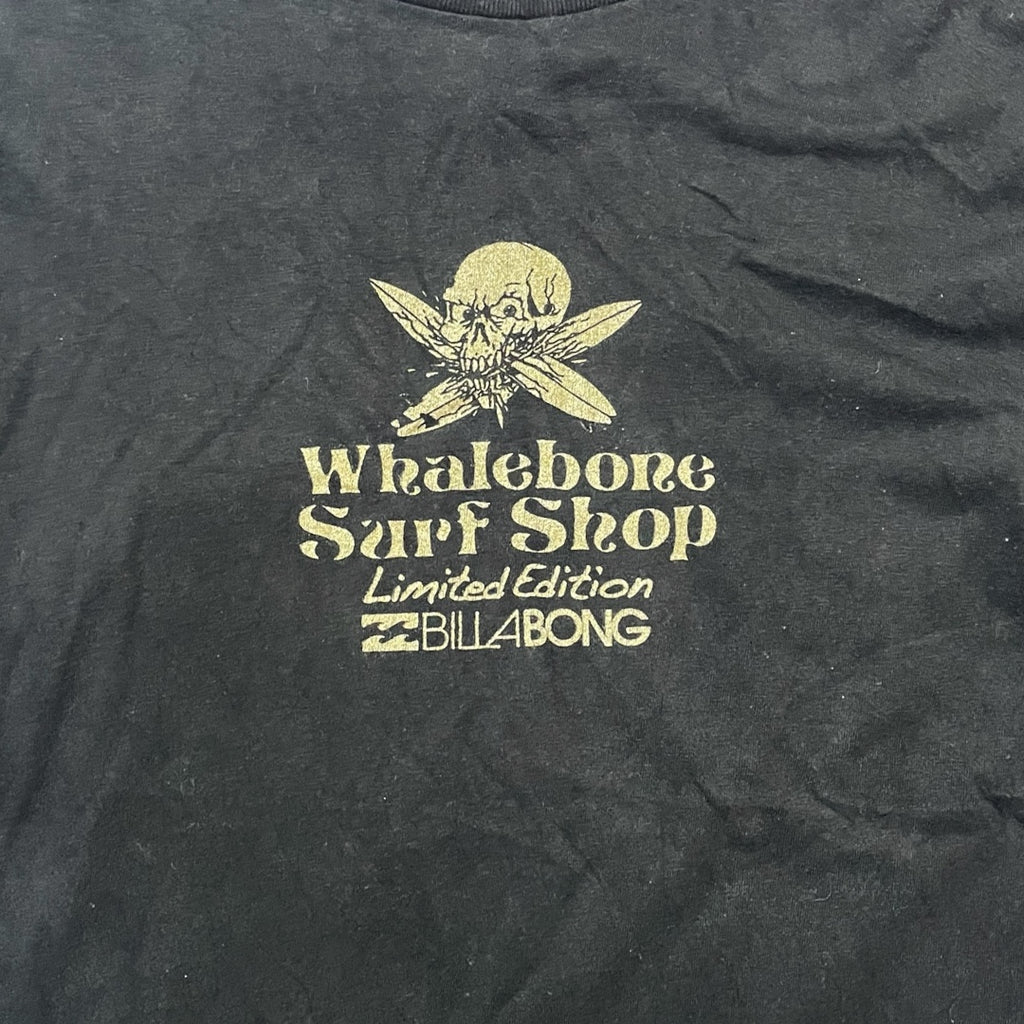 Whalebone
Surf Shop
Limited Edition
BILLABONG